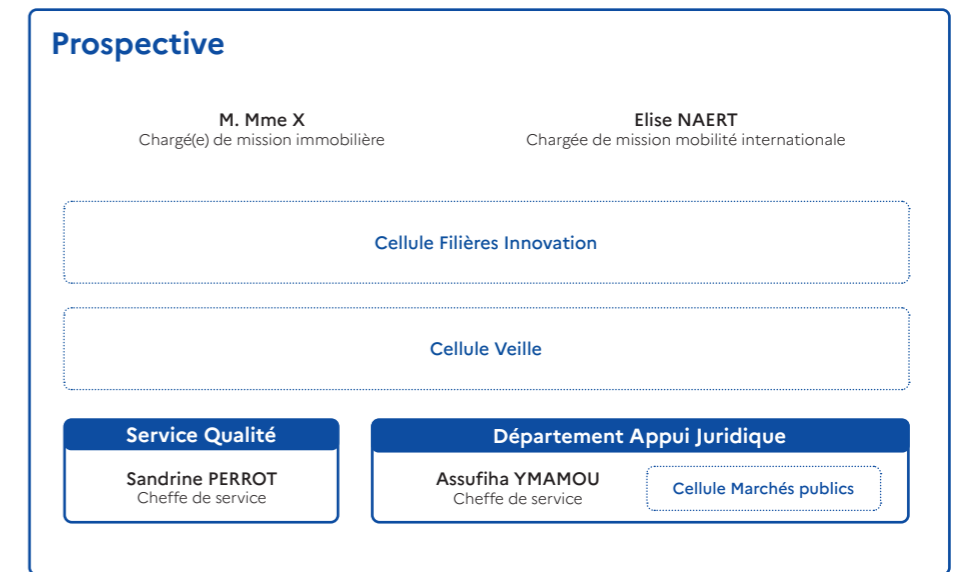 Prospective
M. Mme X
Chargé(e) de mission immobilière
Elise NAERT
Chargée de mission mobilité internationale
Cellule Filières Innovation
Cellule Veille
Service Qualité
Sandrine PERROT
Cheffe de service
Département Appui Juridique
Assufiha YMAMOU
Cheffe de service
Cellule Marchés publics